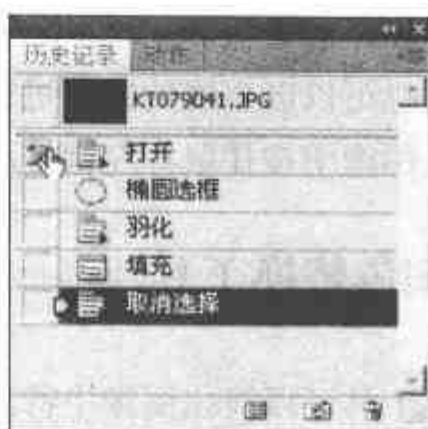 历史记录 动作
KT079041.JPG
打开
椭圆选框
羽化
填充
取消选择